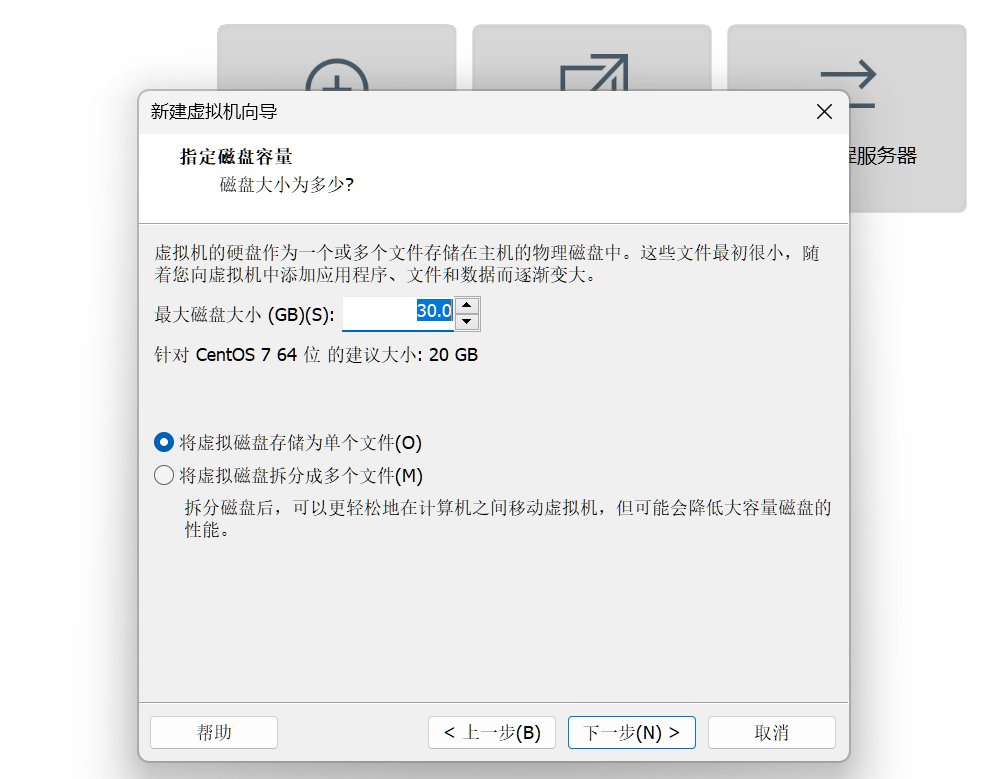 新建虚拟机向导
程服务器
指定磁盘容量
磁盘大小为多少?
虚拟机的硬盘作为一个或多个文件存储在主机的物理磁盘中。这些文件最初很小，随
着您向虚拟机中添加应用程序、文件和数据而逐渐变大。
最大磁盘大小 (GB)(S): 30.0
针对 CentOS 7 64 位 的建议大小: 20 GB
将虚拟磁盘存储为单个文件(O)
将虚拟磁盘拆分成多个文件(M)
拆分磁盘后，可以更轻松地在计算机之间移动虚拟机，但可能会降低大容量磁盘的
性能。
帮助
< 上一步(B)
下一步(N) >
取消